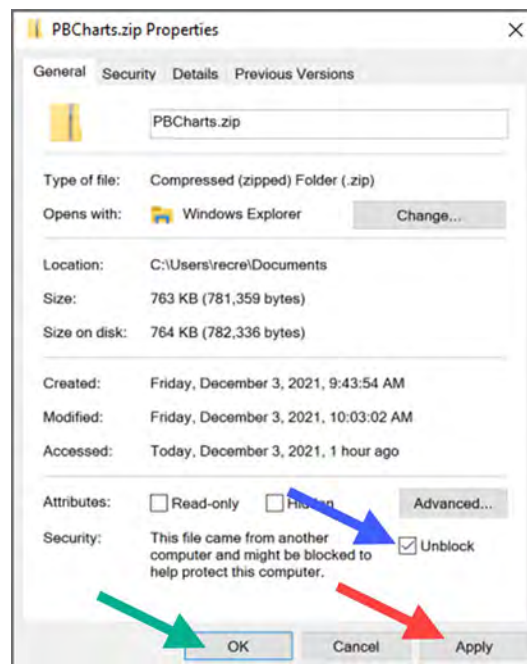 PBCharts.zip Properties
General Security Details Previous Versions
PBCharts.zip
Type of file: Compressed (zipped) Folder (.zip)
Opens with: Windows Explorer Change...
Location: C:\Users\recre\Documents
Size: 763 KB (781,359 bytes)
Size on disk: 764 KB (782,336 bytes)
Created: Friday, December 3, 2021, 9:43:54 AM
Modified: Friday, December 3, 2021, 10:03:02 AM
Accessed: Today, December 3, 2021, 1 hour ago
Attributes: Read-only Hidden Advanced...
Security: This file came from another
computer and might be blocked to
help protect this computer.
Unblock
OK Cancel Apply